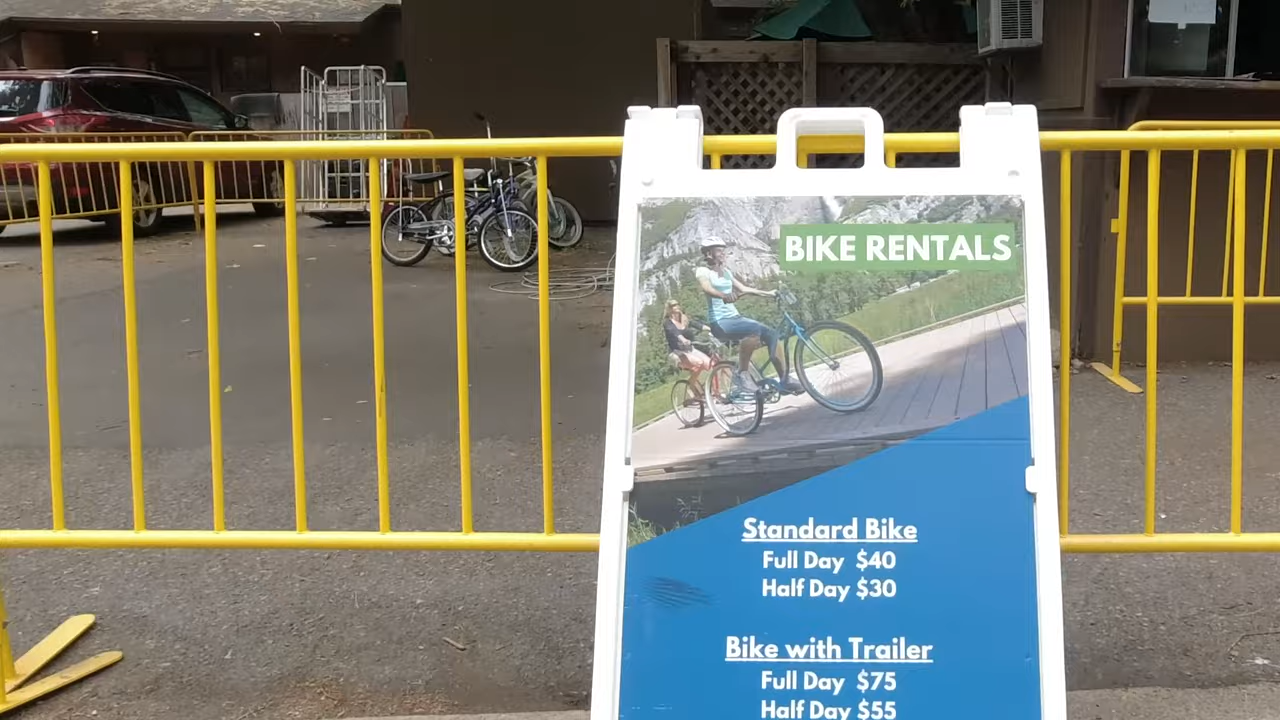 BIKE RENTALS
Standard Bike
Full Day $40
Half Day $30
Bike with Trailer
Full Day $75
Half Day $55